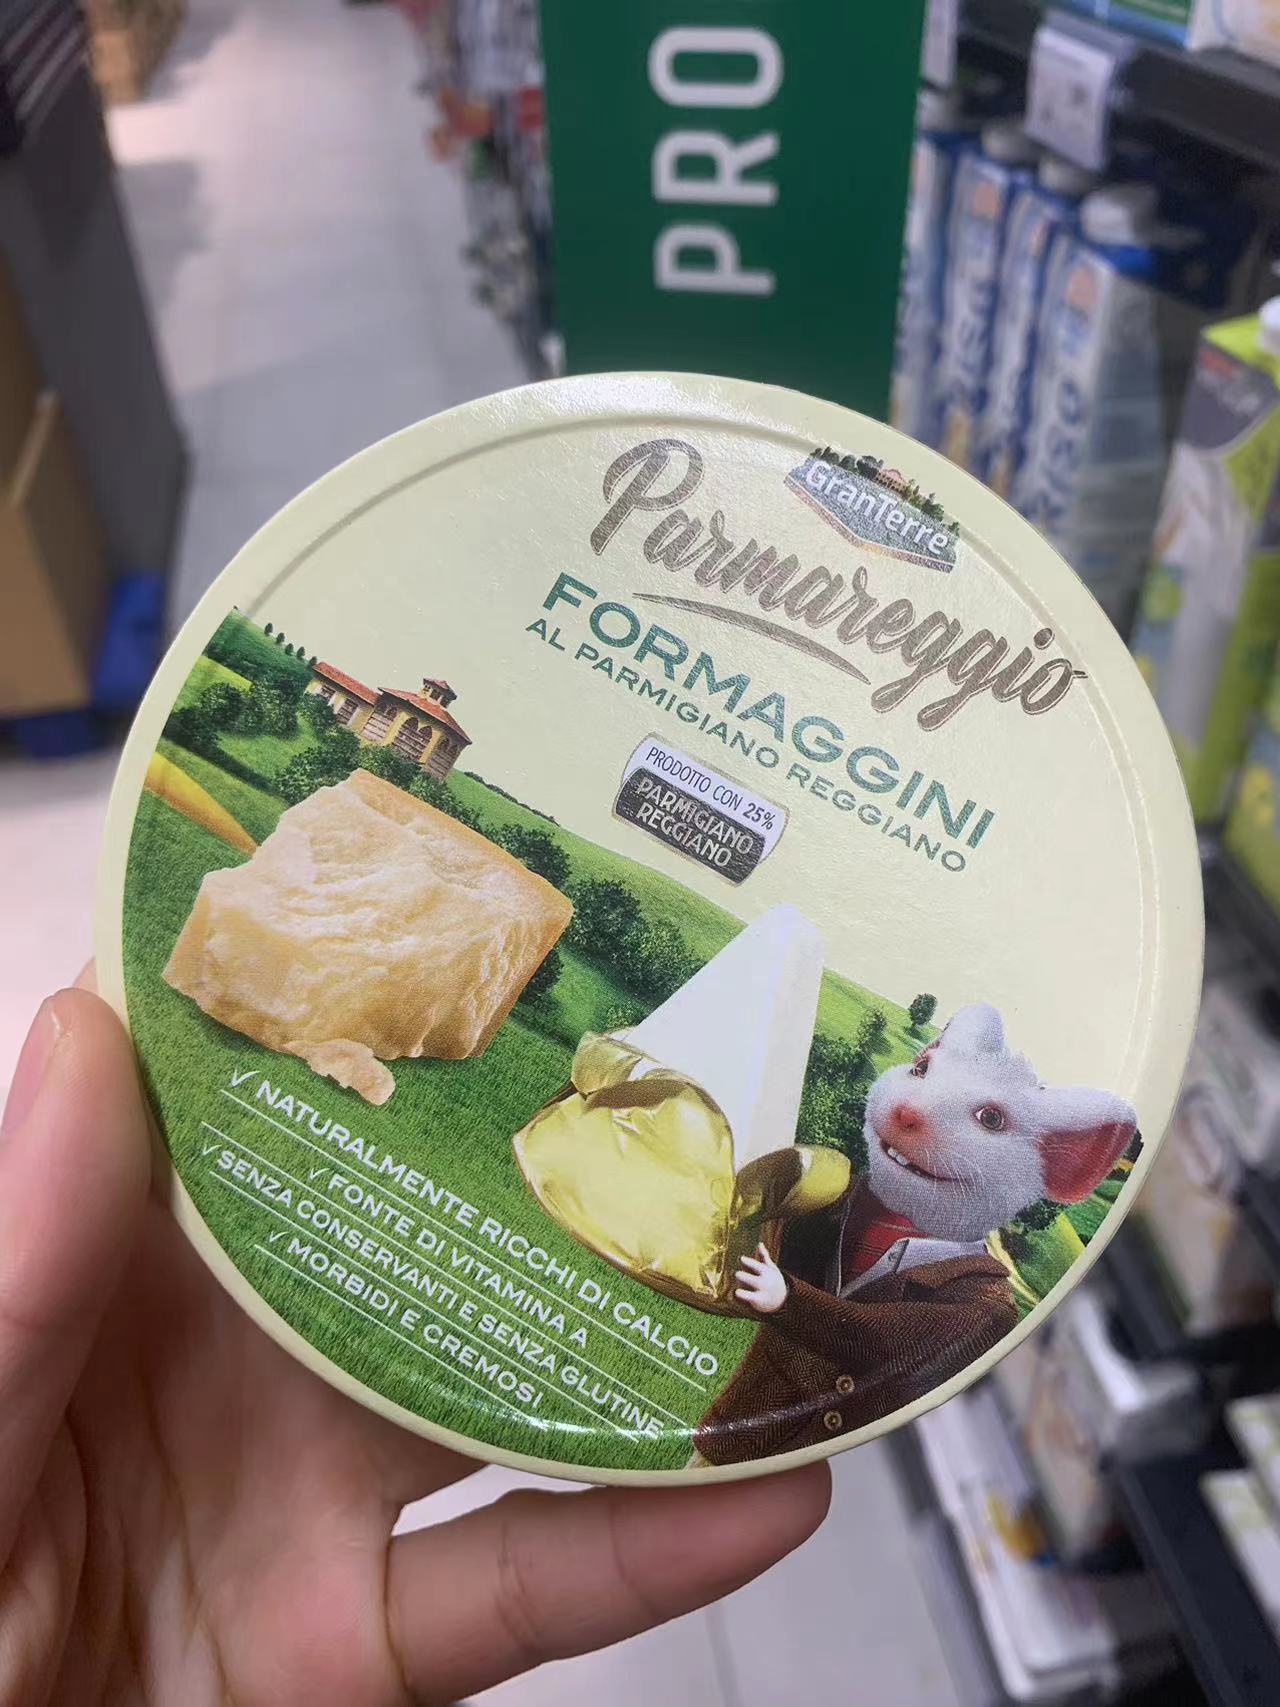 PRO
GranTerre
Parmareggio
FORMAGGINI
AL PARMIGIANO REGGIANO
PRODOTTO CON 25%
PARMIGIANO
REGGIANO
✓ NATURALMENTE RICCHI DI CALCIO
✓ FONTE DI VITAMINA A
✓ SENZA CONSERVANTI E SENZA GLUTINE
✓ MORBIDI E CREMOSI